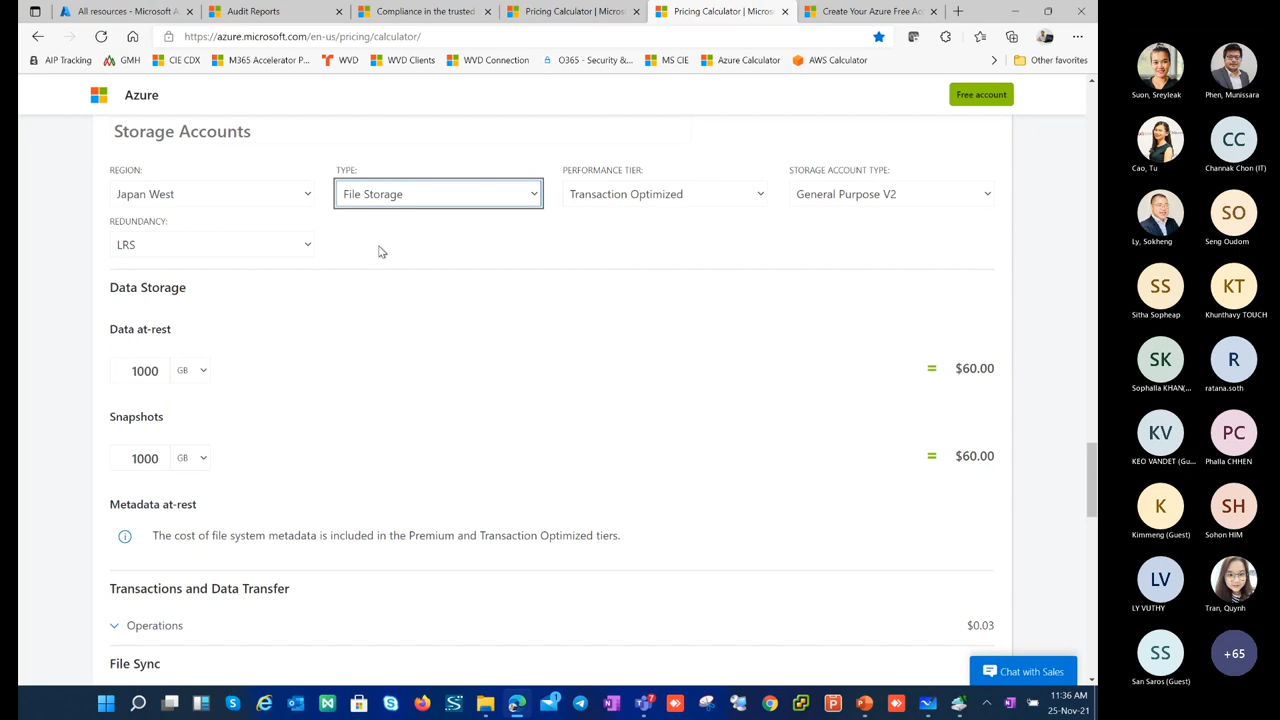 All resources - Microsoft A
Audit Reports
Compliance in the truste
Pricing Calculator | Micros
Pricing Calculator | Micros
Create Your Azure Free Ac
https://azure.microsoft.com/en-us/pricing/calculator/
AIP Tracking
GMH
CIE CDX
M365 Accelerator P...
WVD
WVD Clients
WVD Connection
O365 - Security &...
MS CIE
Azure Calculator
AWS Calculator
Other favorites
Azure
Free account
Storage Accounts
REGION:
TYPE:
PERFORMANCE TIER:
STORAGE ACCOUNT TYPE:
Japan West
File Storage
Transaction Optimized
General Purpose V2
REDUNDANCY:
LRS
Data Storage
Data at-rest
1000 GB = $60.00
Snapshots
1000 GB = $60.00
Metadata at-rest
The cost of file system metadata is included in the Premium and Transaction Optimized tiers.
Transactions and Data Transfer
Operations $0.03
File Sync
Chat with Sales
11:36 AM
25-Nov-21
Suon, Sreyleak
Phen, Munissara
CC
Cao, Tu
Channak Chon (IT)
SO
Ly, Sokheng
Seng Oudom
SS
KT
Sitha Sopheap
Khunthavy TOUCH
SK
R
Sophalla KHAN(...
ratana.soth
KV
PC
KEO VANDET (Gu...
Phalla CHHEN
K
SH
Kimmeng (Guest)
Sohon HIM
LV
LY VUTHY
Tran, Quynh
SS
+65
San Saros (Guest)